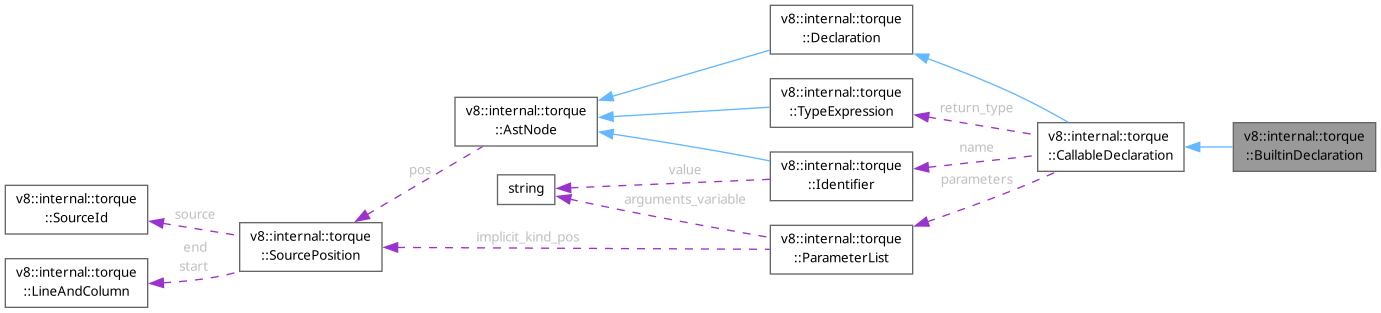 v8::internal::torque
::Declaration
v8::internal::torque
::TypeExpression
return_type
v8::internal::torque
::AstNode
v8::internal::torque
::CallableDeclaration
v8::internal::torque
::BuiltinDeclaration
name
v8::internal::torque
::Identifier
value
pos
string
parameters
arguments_variable
v8::internal::torque
::SourceId
source
v8::internal::torque
::SourcePosition
implicit_kind_pos
v8::internal::torque
::ParameterList
end
start
v8::internal::torque
::LineAndColumn